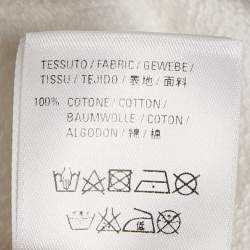 TESSUTO/FABRIC/GEWEBE/
TISSU/TEJIDO/表地/面料
100% COTONE/COTTON/
BAUMWOLLE/COTON/
ALGODON/綿/棉